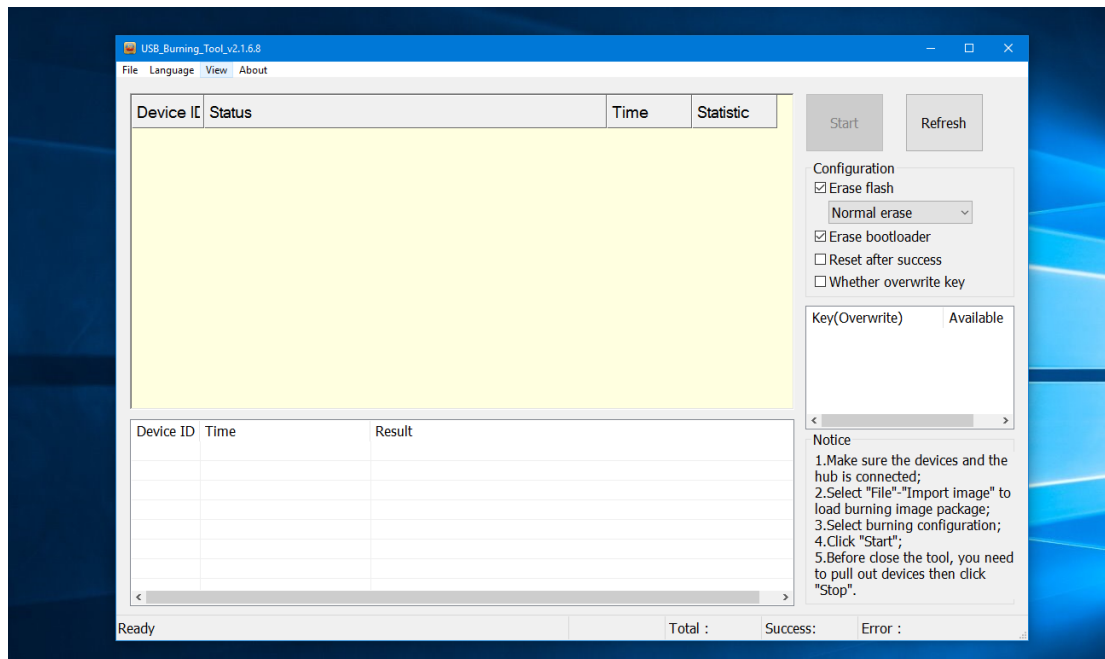 USB_Burning_Tool_v2.1.6.8
File Language View About
Device ID Status Time Statistic
Start Refresh
Configuration
Erase flash
Normal erase
Erase bootloader
Reset after success
Whether overwrite key
Key(Overwrite) Available
Device ID Time Result
Notice
1.Make sure the devices and the
hub is connected;
2.Select "File"-"Import image" to
load burning image package;
3.Select burning configuration;
4.Click "Start";
5.Before close the tool, you need
to pull out devices then click
"Stop".
Ready Total : Success: Error :